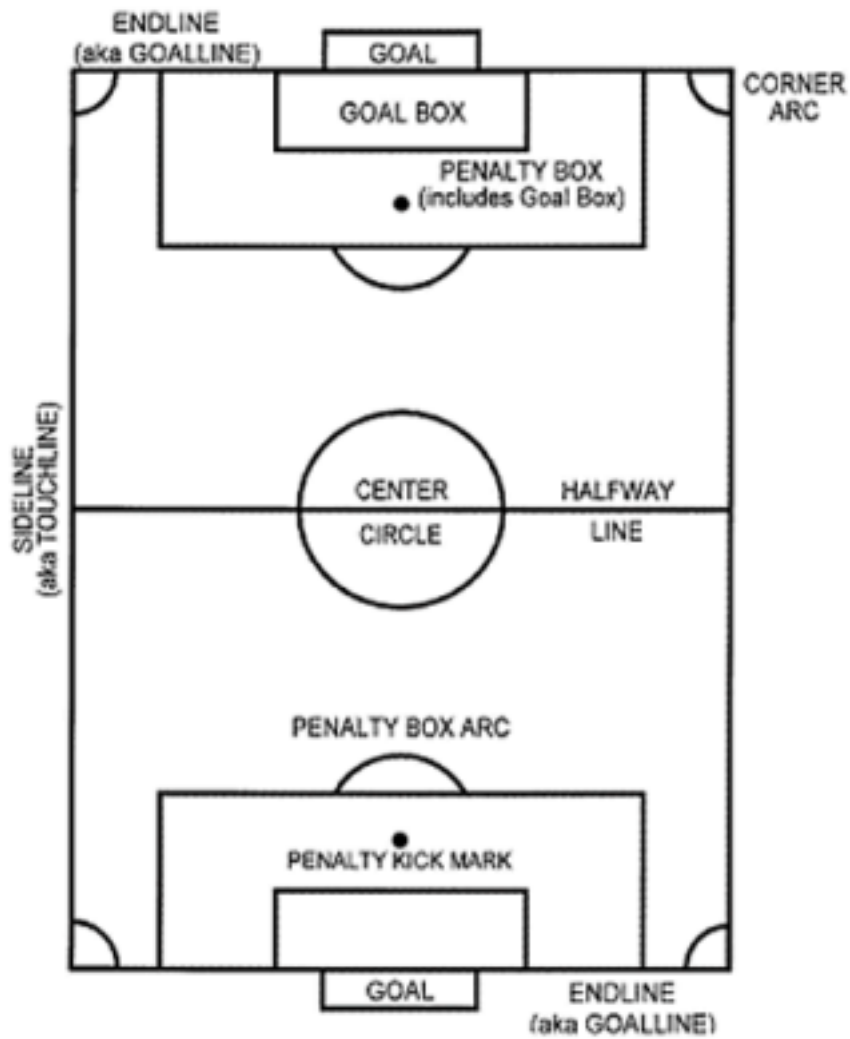 ENDLINE
(aka GOALLINE)
GOAL
CORNER
ARC
GOAL BOX
PENALTY BOX
(includes Goal Box)
SIDELINE
(aka TOUCHLINE)
CENTER
CIRCLE
HALFWAY
LINE
PENALTY BOX ARC
PENALTY KICK MARK
GOAL
ENDLINE
(aka GOALLINE)